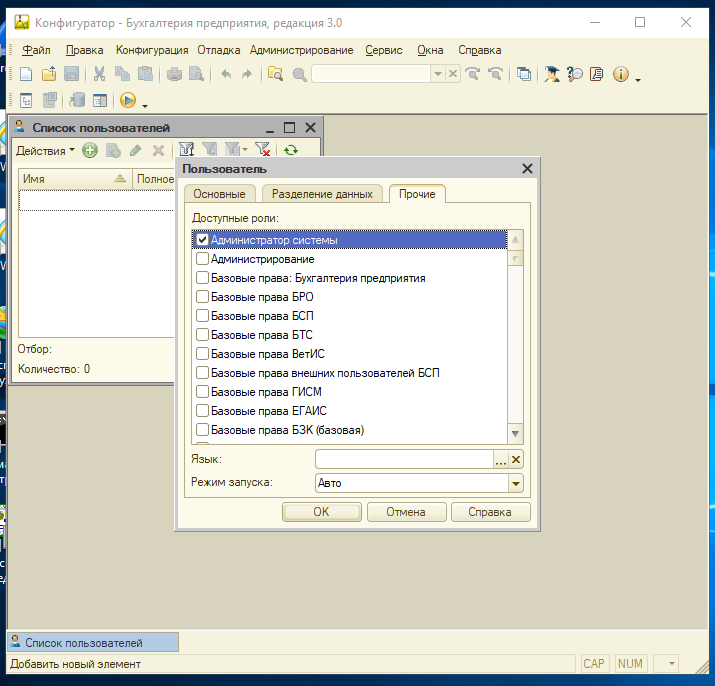 Конфигуратор - Бухгалтерия предприятия, редакция 3.0
Файл Правка Конфигурация Отладка Администрирование Сервис Окна Справка
Список пользователей
Действия
Имя Полное
Отбор:
Количество: 0
Пользователь
Основные Разделение данных Прочие
Доступные роли:
Администратор системы
Администрирование
Базовые права: Бухгалтерия предприятия
Базовые права БРО
Базовые права БСП
Базовые права БТС
Базовые права ВетИС
Базовые права внешних пользователей БСП
Базовые права ГИСМ
Базовые права ЕГАИС
Базовые права БЗК (базовая)
Язык:
Режим запуска: Авто
OK Отмена Справка
Список пользователей
Добавить новый элемент CAP NUM